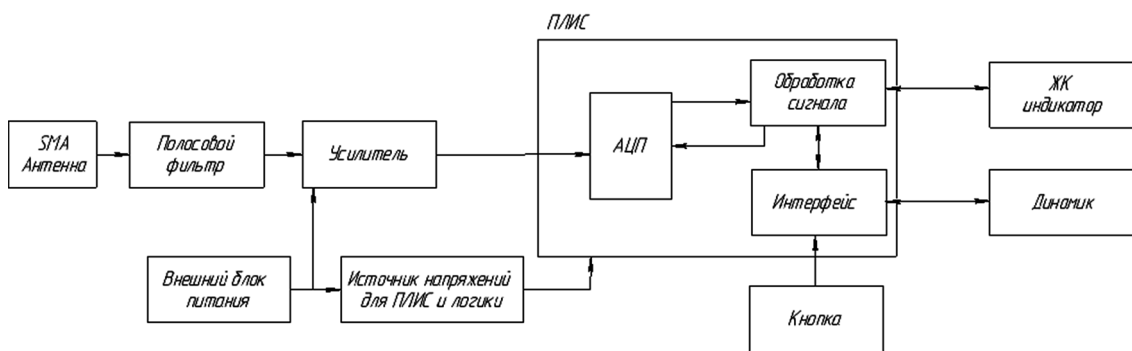 ПЛИС
SMA
Антенна
Полосовой
фильтр
Усилитель
АЦП
Обработка
сигнала
ЖК
индикатор
Интерфейс
Динамик
Внешний блок
питания
Источник напряжений
для ПЛИС и логики
Кнопка